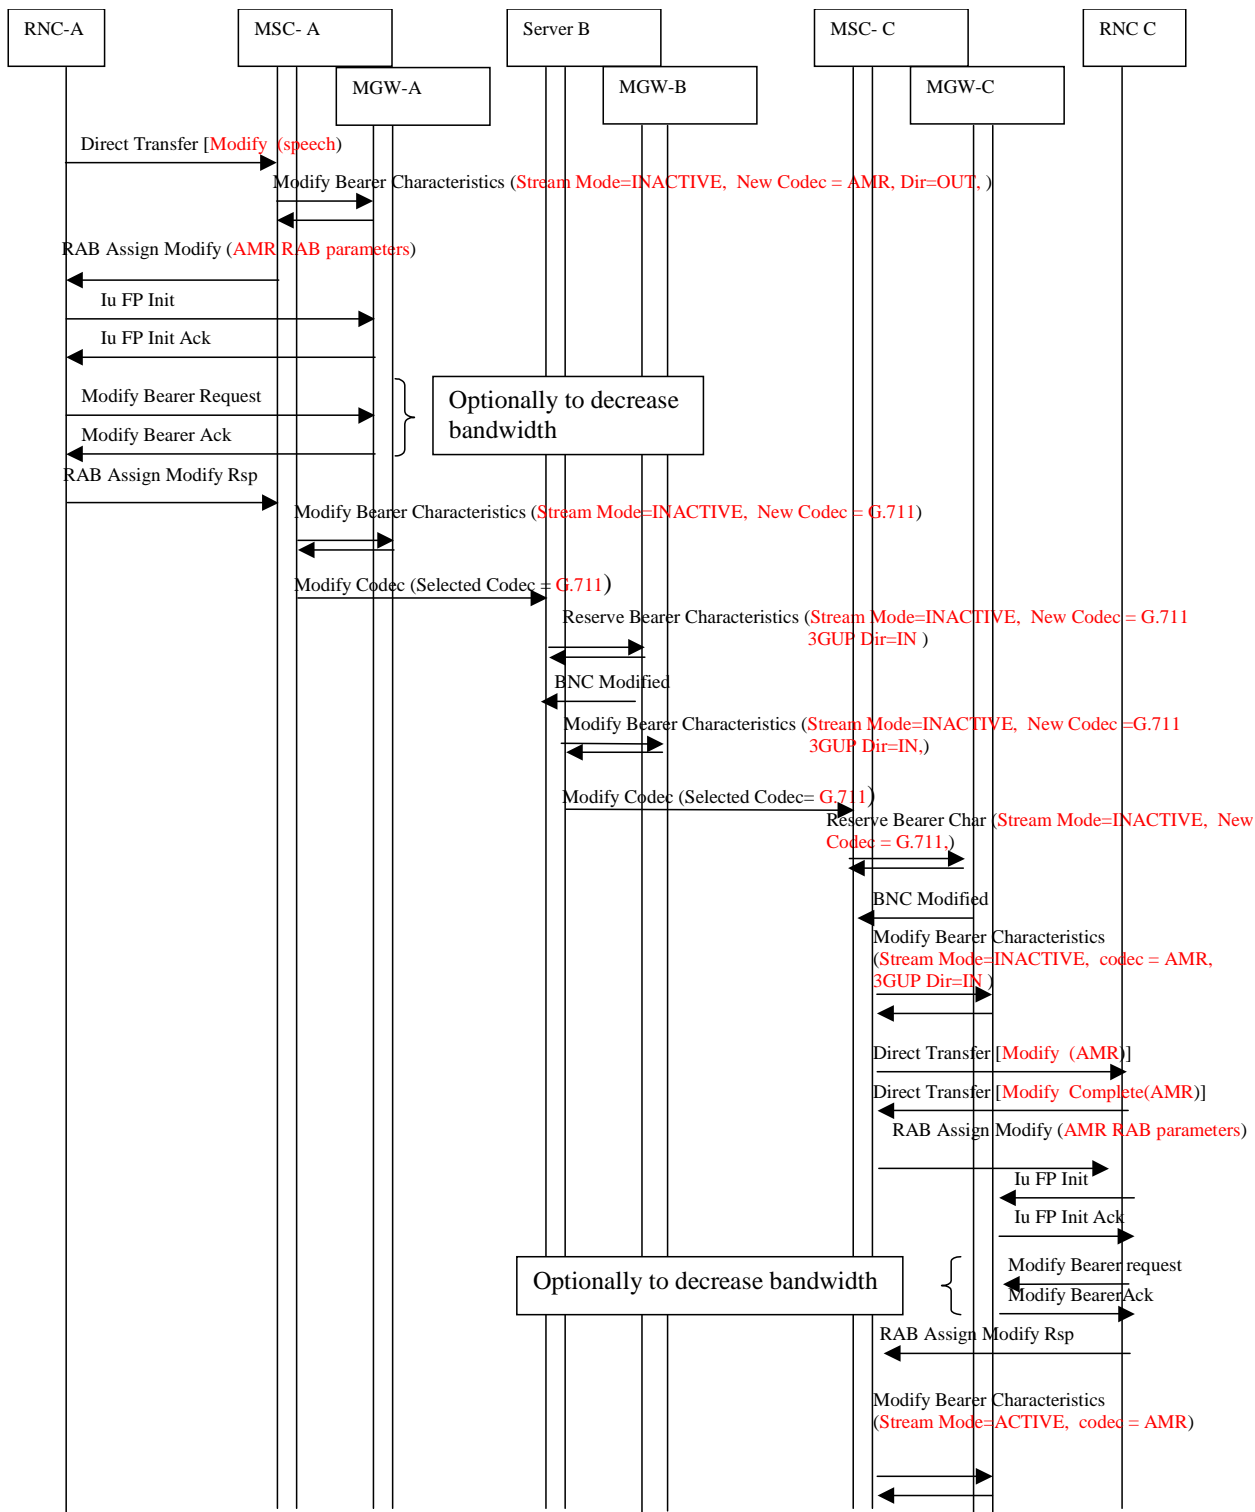 RNC-A
MSC- A
Server B
MSC- C
RNC C
MGW-A
MGW-B
MGW-C
Direct Transfer [Modify (speech)
Modify Bearer Characteristics (Stream Mode=INACTIVE, New Codec = AMR, Dir=OUT, )
RAB Assign Modify (AMR RAB parameters)
Iu FP Init
Iu FP Init Ack
Modify Bearer Request
Optionally to decrease
bandwidth
Modify Bearer Ack
RAB Assign Modify Rsp
Modify Bearer Characteristics (Stream Mode=INACTIVE, New Codec = G.711)
Modify Codec (Selected Codec = G.711)
Reserve Bearer Characteristics (Stream Mode=INACTIVE, New Codec = G.711
3GUP Dir=IN )
BNC Modified
Modify Bearer Characteristics (Stream Mode=INACTIVE, New Codec =G.711
3GUP Dir=IN,)
Modify Codec (Selected Codec= G.711)
Reserve Bearer Char (Stream Mode=INACTIVE, New
Codec = G.711,)
BNC Modified
Modify Bearer Characteristics
(Stream Mode=INACTIVE, codec = AMR,
3GUP Dir=IN )
Direct Transfer [Modify (AMR)]
Direct Transfer [Modify Complete(AMR)]
RAB Assign Modify (AMR RAB parameters)
Iu FP Init
Iu FP Init Ack
Optionally to decrease bandwidth
Modify Bearer request
Modify BearerAck
RAB Assign Modify Rsp
Modify Bearer Characteristics
(Stream Mode=ACTIVE, codec = AMR)